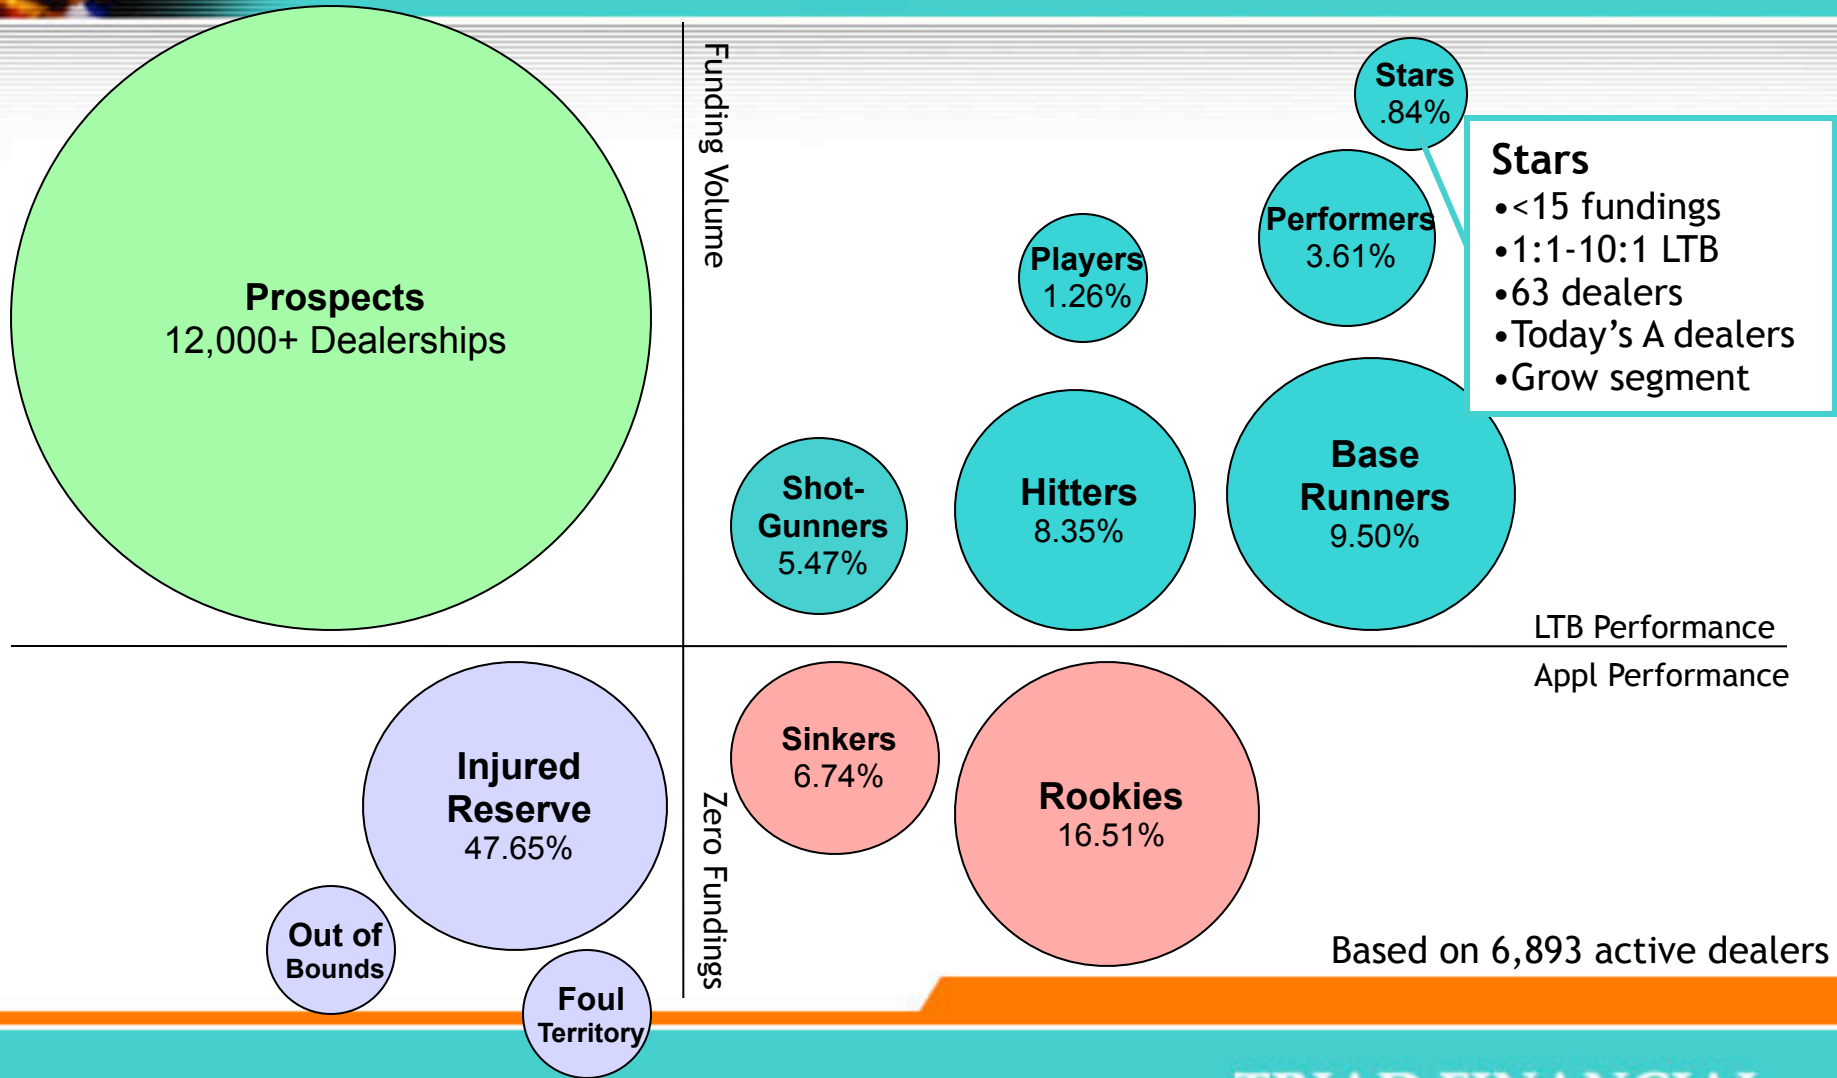 Funding Volume
Stars
.84%
Stars
•<15 fundings
•1:1-10:1 LTB
•63 dealers
•Today’s A dealers
•Grow segment
Performers
3.61%
Players
1.26%
Prospects
12,000+ Dealerships
Shot-
Gunners
5.47%
Hitters
8.35%
Base
Runners
9.50%
LTB Performance
Appl Performance
Injured
Reserve
47.65%
Sinkers
6.74%
Rookies
16.51%
Zero Fundings
Out of
Bounds
Foul
Territory
Based on 6,893 active dealers
TRIAD FINANCIAL